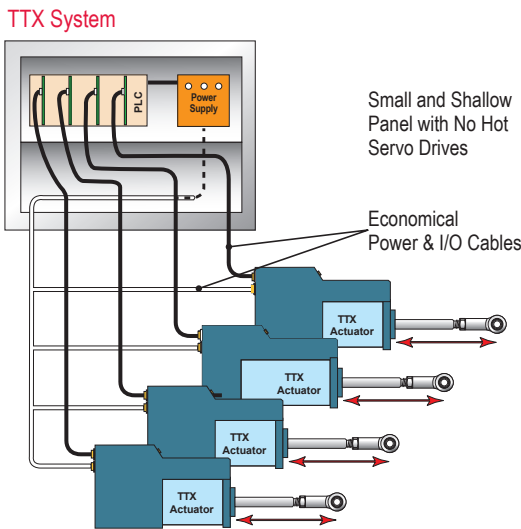 TTX System
PLC
Power
Supply
Small and Shallow
Panel with No Hot
Servo Drives
Economical
Power & I/O Cables
TTX
Actuator
TTX
Actuator
TTX
Actuator
TTX
Actuator